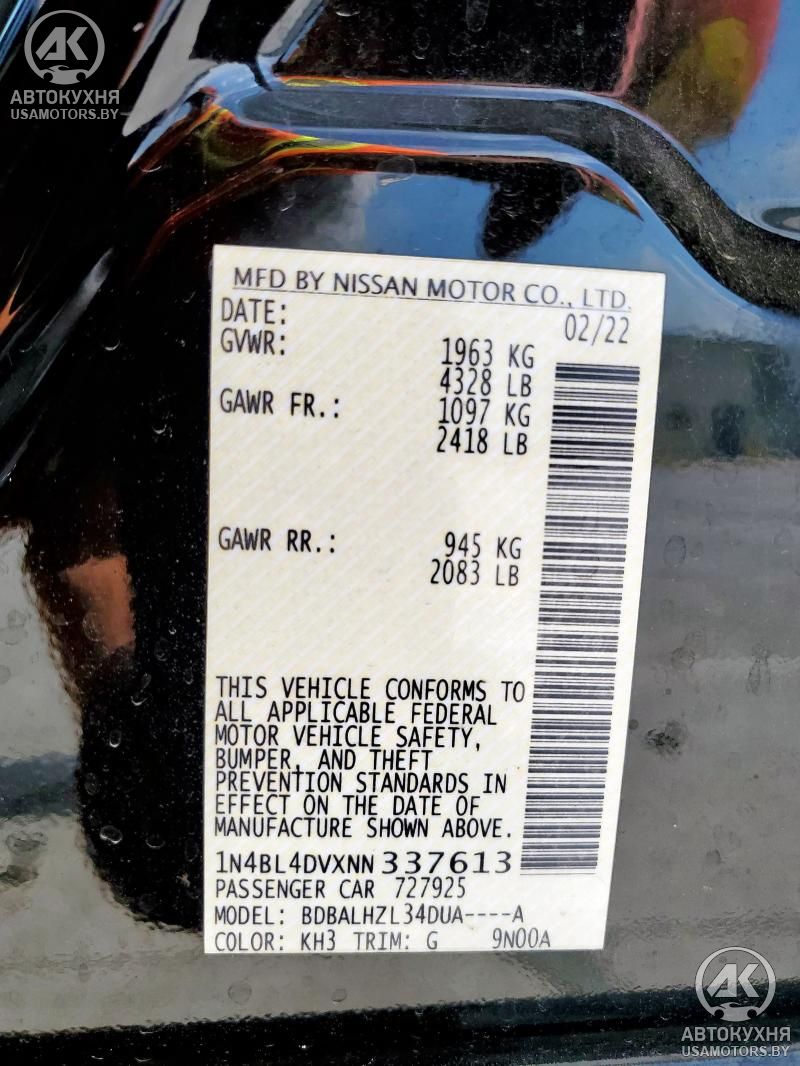 АК
АВТОКУХНЯ
USAMOTORS.BY
MFD BY NISSAN MOTOR CO., LTD.
DATE: 02/22
GVWR: 1963 KG
4328 LB
GAWR FR.: 1097 KG
2418 LB
GAWR RR.: 945 KG
2083 LB
THIS VEHICLE CONFORMS TO
ALL APPLICABLE FEDERAL
MOTOR VEHICLE SAFETY,
BUMPER, AND THEFT
PREVENTION STANDARDS IN
EFFECT ON THE DATE OF
MANUFACTURE SHOWN ABOVE.
1N4BL4DVXNN 337613
PASSENGER CAR 727925
MODEL: BDBALHZL34DUA----A
COLOR: KH3 TRIM: G 9N00A
АК
АВТОКУХНЯ
USAMOTORS.BY